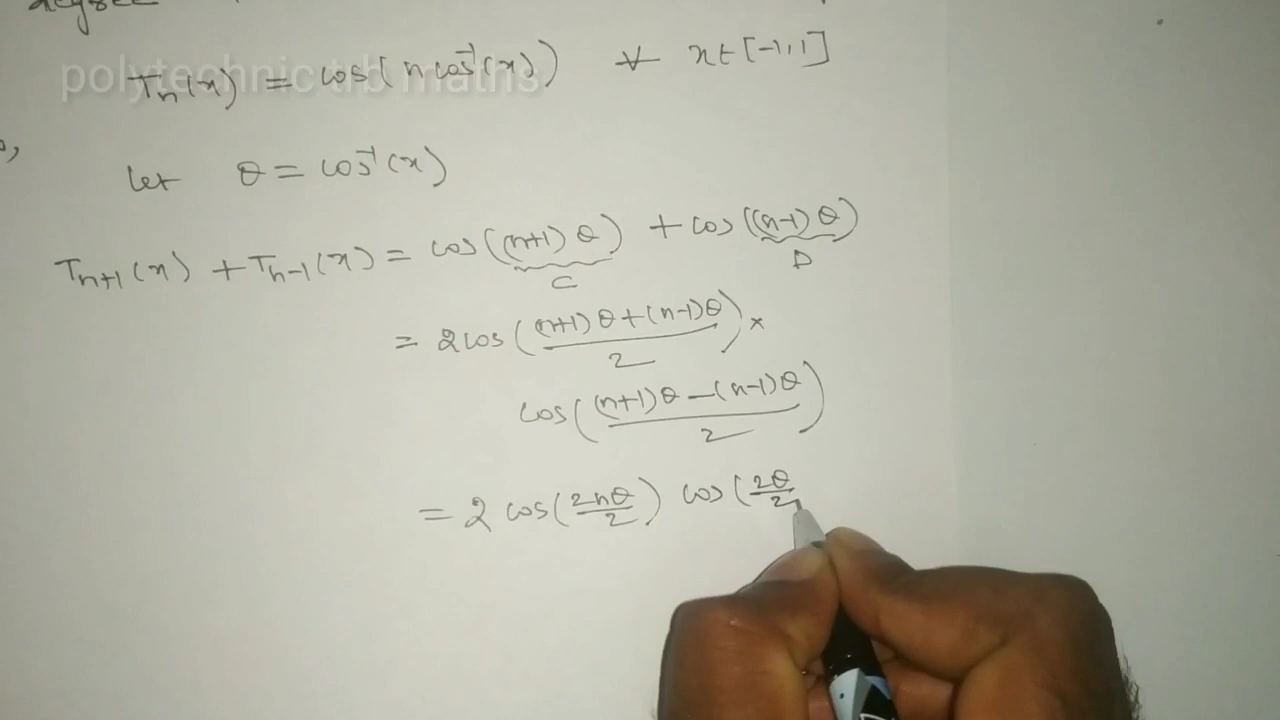 degree
polytechnic trb maths
Tₙ(x) = cos(n cos⁻¹(x)) ∀ x ∈ [-1, 1]
let θ = cos⁻¹(x)
Tₙ₊₁(x) + Tₙ₋₁(x) = cos((n+1)θ) + cos((n-1)θ)
C D
= 2cos(((n+1)θ + (n-1)θ)/2) ×
cos(((n+1)θ - (n-1)θ)/2)
= 2 cos(2nθ/2) cos(2θ/2